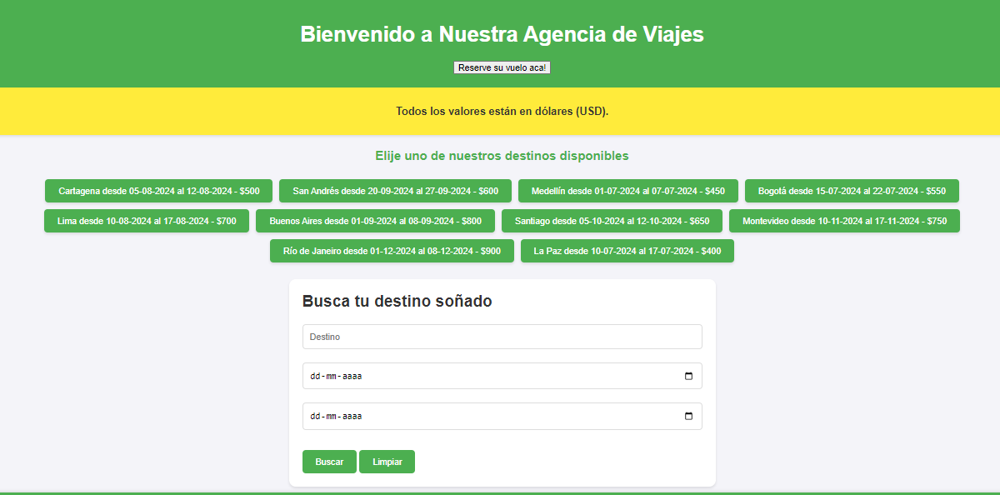 Bienvenido a Nuestra Agencia de Viajes
Reserve su vuelo aca!
Todos los valores están en dólares (USD).
Elije uno de nuestros destinos disponibles
Cartagena desde 05-08-2024 al 12-08-2024 - $500
San Andrés desde 20-09-2024 al 27-09-2024 - $600
Medellín desde 01-07-2024 al 07-07-2024 - $450
Bogotá desde 15-07-2024 al 22-07-2024 - $550
Lima desde 10-08-2024 al 17-08-2024 - $700
Buenos Aires desde 01-09-2024 al 08-09-2024 - $800
Santiago desde 05-10-2024 al 12-10-2024 - $650
Montevideo desde 10-11-2024 al 17-11-2024 - $750
Río de Janeiro desde 01-12-2024 al 08-12-2024 - $900
La Paz desde 10-07-2024 al 17-07-2024 - $400
Busca tu destino soñado
Destino
dd-mm-aaaa
dd-mm-aaaa
Buscar
Limpiar